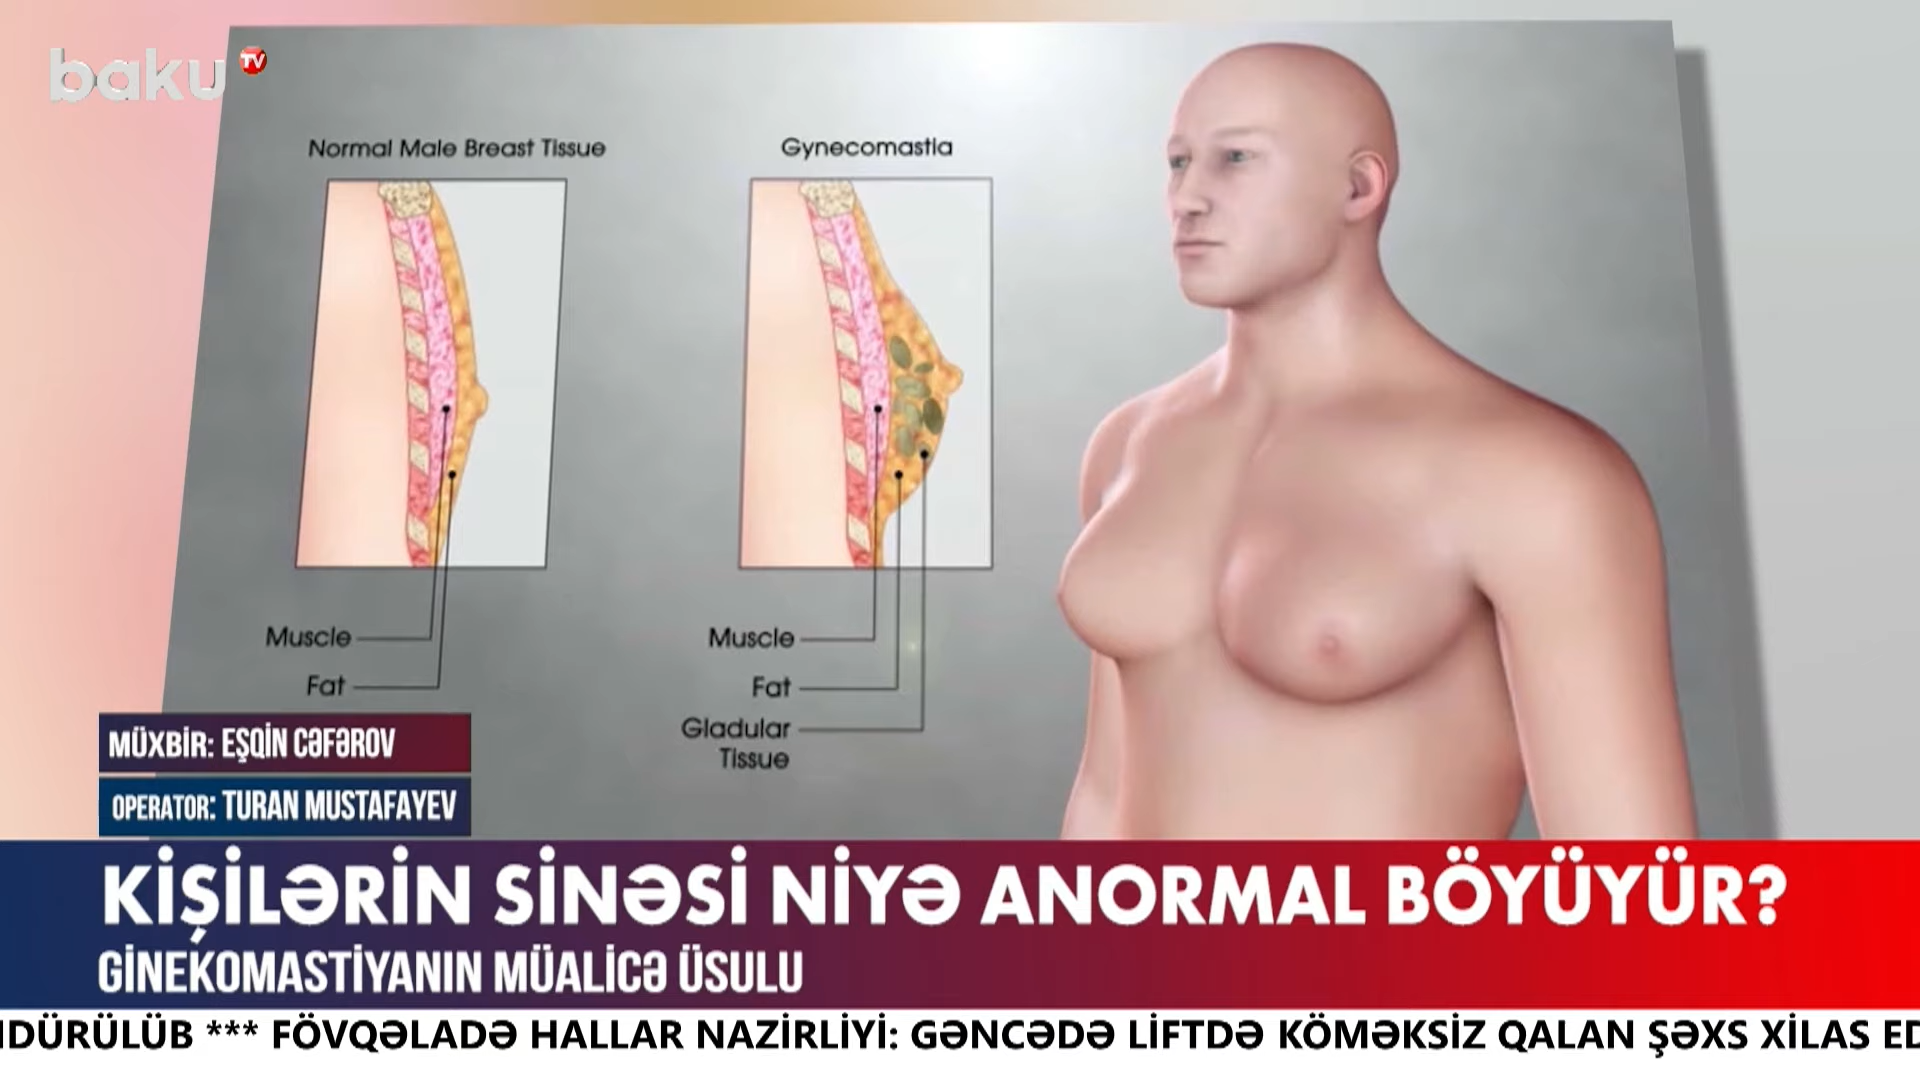 baku TV
Normal Male Breast Tissue
Gynecomastia
Muscle
Fat
Muscle
Fat
Gladular
Tissue
MÜXBİR: EŞQİN CƏFƏROV
OPERATOR: TURAN MUSTAFAYEV
KİŞİLƏRİN SİNƏSİ NİYƏ ANORMAL BÖYÜYÜR?
GİNEKOMASTİYANIN MÜALİCƏ ÜSULU
NDÜRÜLÜB *** FÖVQƏLADƏ HALLAR NAZİRLİYİ: GƏNCƏDƏ LİFTDƏ KÖMƏKSİZ QALAN ŞƏXS XİLAS ED